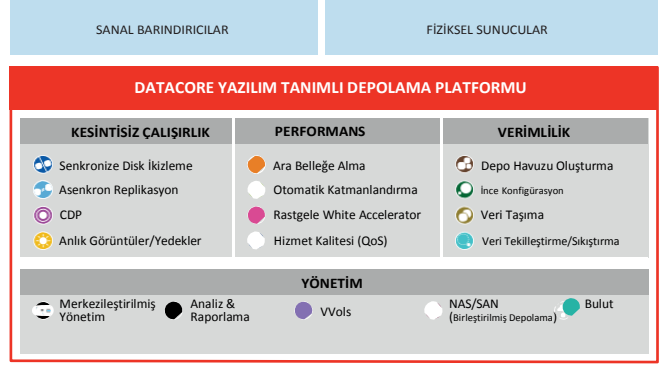 SANAL BARINDIRICILAR
FİZİKSEL SUNUCULAR
DATACORE YAZILIM TANIMLI DEPOLAMA PLATFORMU
KESİNTİSİZ ÇALIŞIRLIK
Senkronize Disk İkizleme
Asenkron Replikasyon
CDP
Anlık Görüntüler/Yedekler
PERFORMANS
Ara Belleğe Alma
Otomatik Katmanlandırma
Rastgele White Accelerator
Hizmet Kalitesi (QoS)
VERİMLİLİK
Depo Havuzu Oluşturma
İnce Konfigürasyon
Veri Taşıma
Veri Tekilleştirme/Sıkıştırma
YÖNETİM
Merkezileştirilmiş
Yönetim
Analiz &
Raporlama
VVols
NAS/SAN
(Birleştirilmiş Depolama)
Bulut